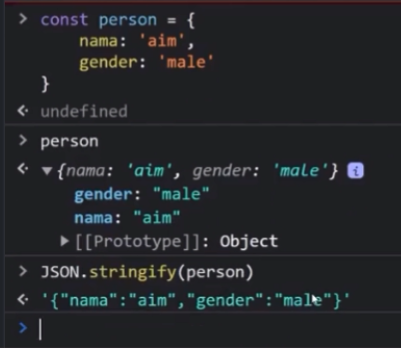 > const person = {
nama: 'aim',
gender: 'male'
}
undefined
> person
{nama: 'aim', gender: 'male'} i
gender: "male"
nama: "aim"
[[Prototype]]: Object
> JSON.stringify(person)
'{"nama":"aim","gender":"male"}'
>